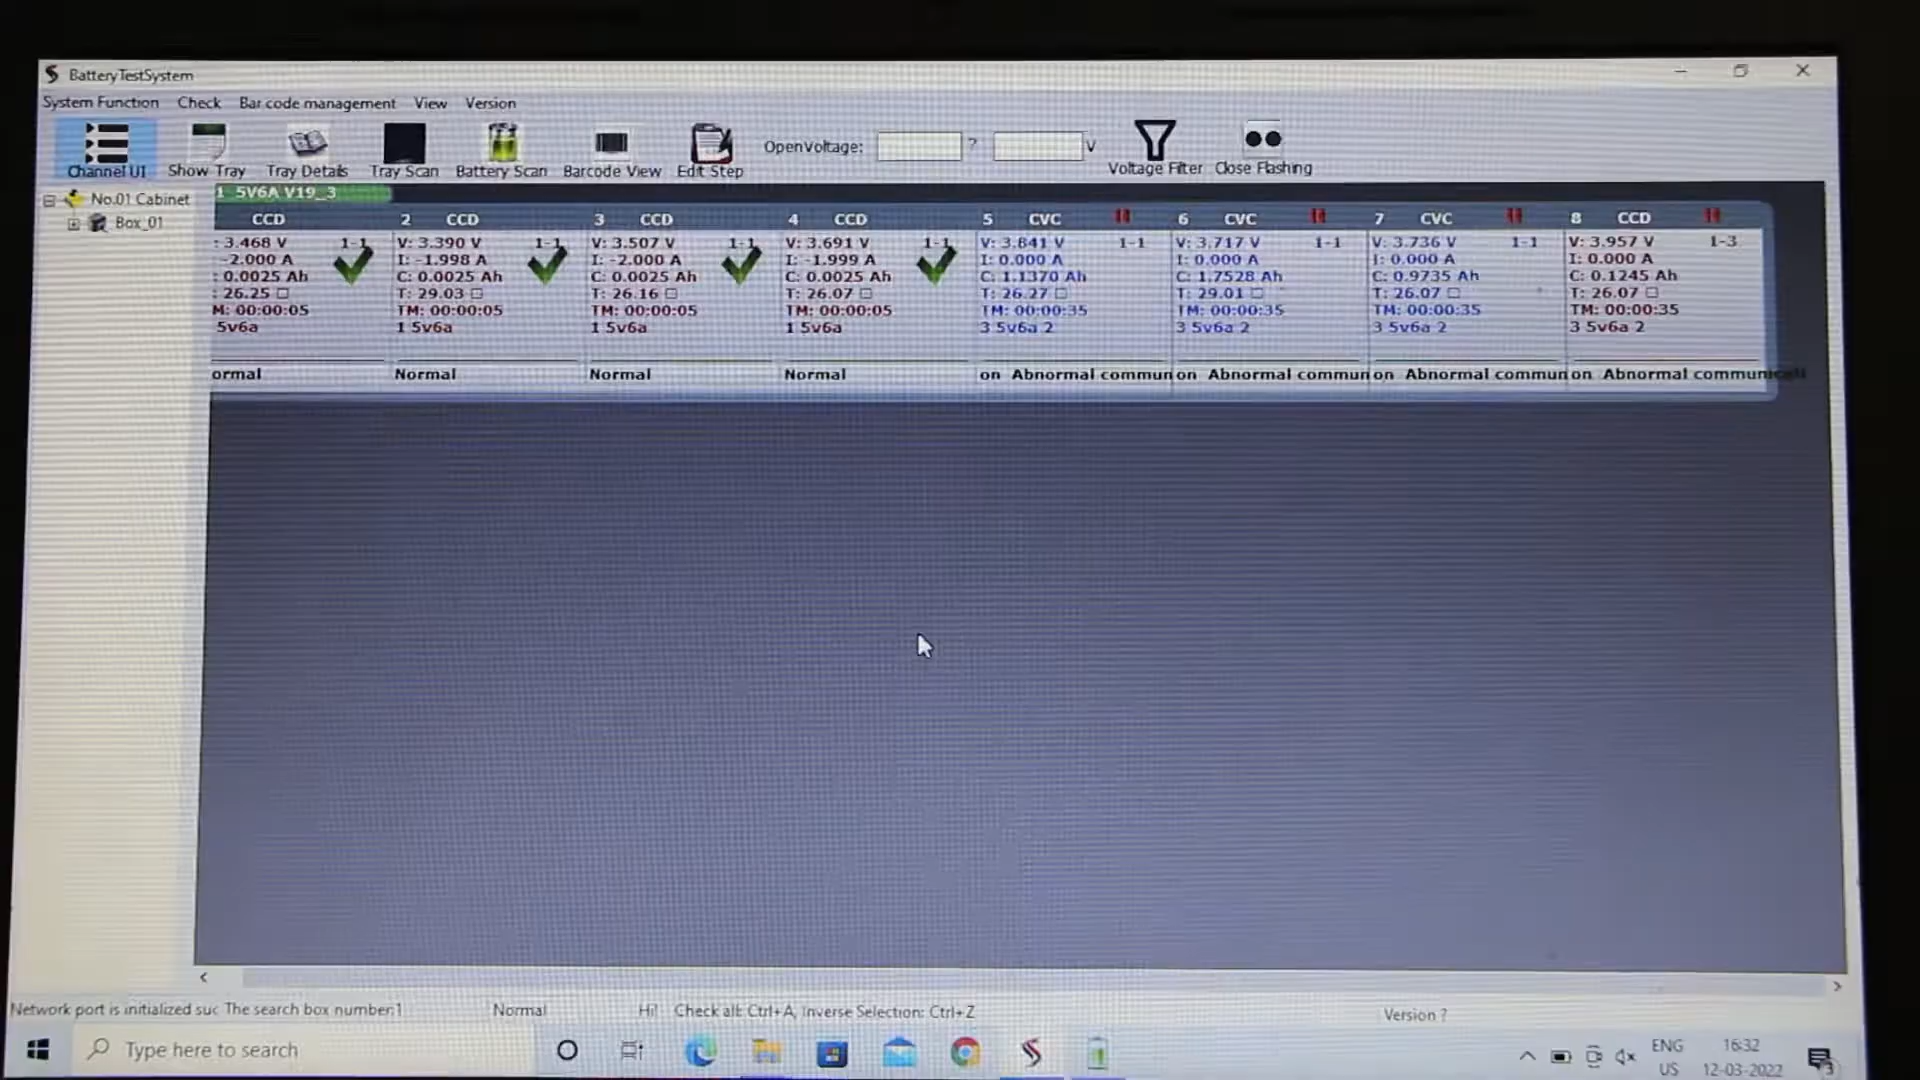 BatteryTestSystem
System Function Check Bar code management View Version
Channel UI Show Tray Tray Details Tray Scan Battery Scan Barcode View Edit Step OpenVoltage: ? V Voltage Filter Close Flashing
No.01 Cabinet
Box_01
1 5V6A V19_3
CCD
: 3.468 V 1-1
-2.000 A
: 0.0025 Ah
: 26.25 □
M: 00:00:05
5v6a
ormal
2 CCD
V: 3.390 V 1-1
I: -1.998 A
C: 0.0025 Ah
T: 29.03 □
TM: 00:00:05
1 5v6a
Normal
3 CCD
V: 3.507 V 1-1
I: -2.000 A
C: 0.0025 Ah
T: 26.16 □
TM: 00:00:05
1 5v6a
Normal
4 CCD
V: 3.691 V 1-1
I: -1.999 A
C: 0.0025 Ah
T: 26.07 □
TM: 00:00:05
1 5v6a
Normal
5 CVC
V: 3.841 V 1-1
I: 0.000 A
C: 1.1370 Ah
T: 26.27 □
TM: 00:00:35
3 5v6a 2
on Abnormal commun
6 CVC
V: 3.717 V 1-1
I: 0.000 A
C: 1.7528 Ah
T: 29.01 □
TM: 00:00:35
3 5v6a 2
on Abnormal commun
7 CVC
V: 3.736 V 1-1
I: 0.000 A
C: 0.9735 Ah
T: 26.07 □
TM: 00:00:35
3 5v6a 2
on Abnormal commun
8 CCD
V: 3.957 V 1-3
I: 0.000 A
C: 0.1245 Ah
T: 26.07 □
TM: 00:00:35
3 5v6a 2
on Abnormal communicati
Network port is initialized suc The search box number:1 Normal Hi! Check all: Ctrl+A, Inverse Selection: Ctrl+Z Version ?
Type here to search
ENG
US
16:32
12-03-2022
3